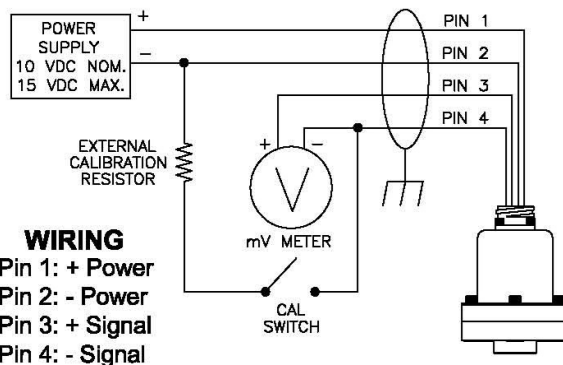 POWER
SUPPLY
10 VDC NOM.
15 VDC MAX.
+
−
PIN 1
PIN 2
PIN 3
PIN 4
EXTERNAL
CALIBRATION
RESISTOR
+
−
V
mV METER
CAL
SWITCH
WIRING
Pin 1: + Power
Pin 2: - Power
Pin 3: + Signal
Pin 4: - Signal